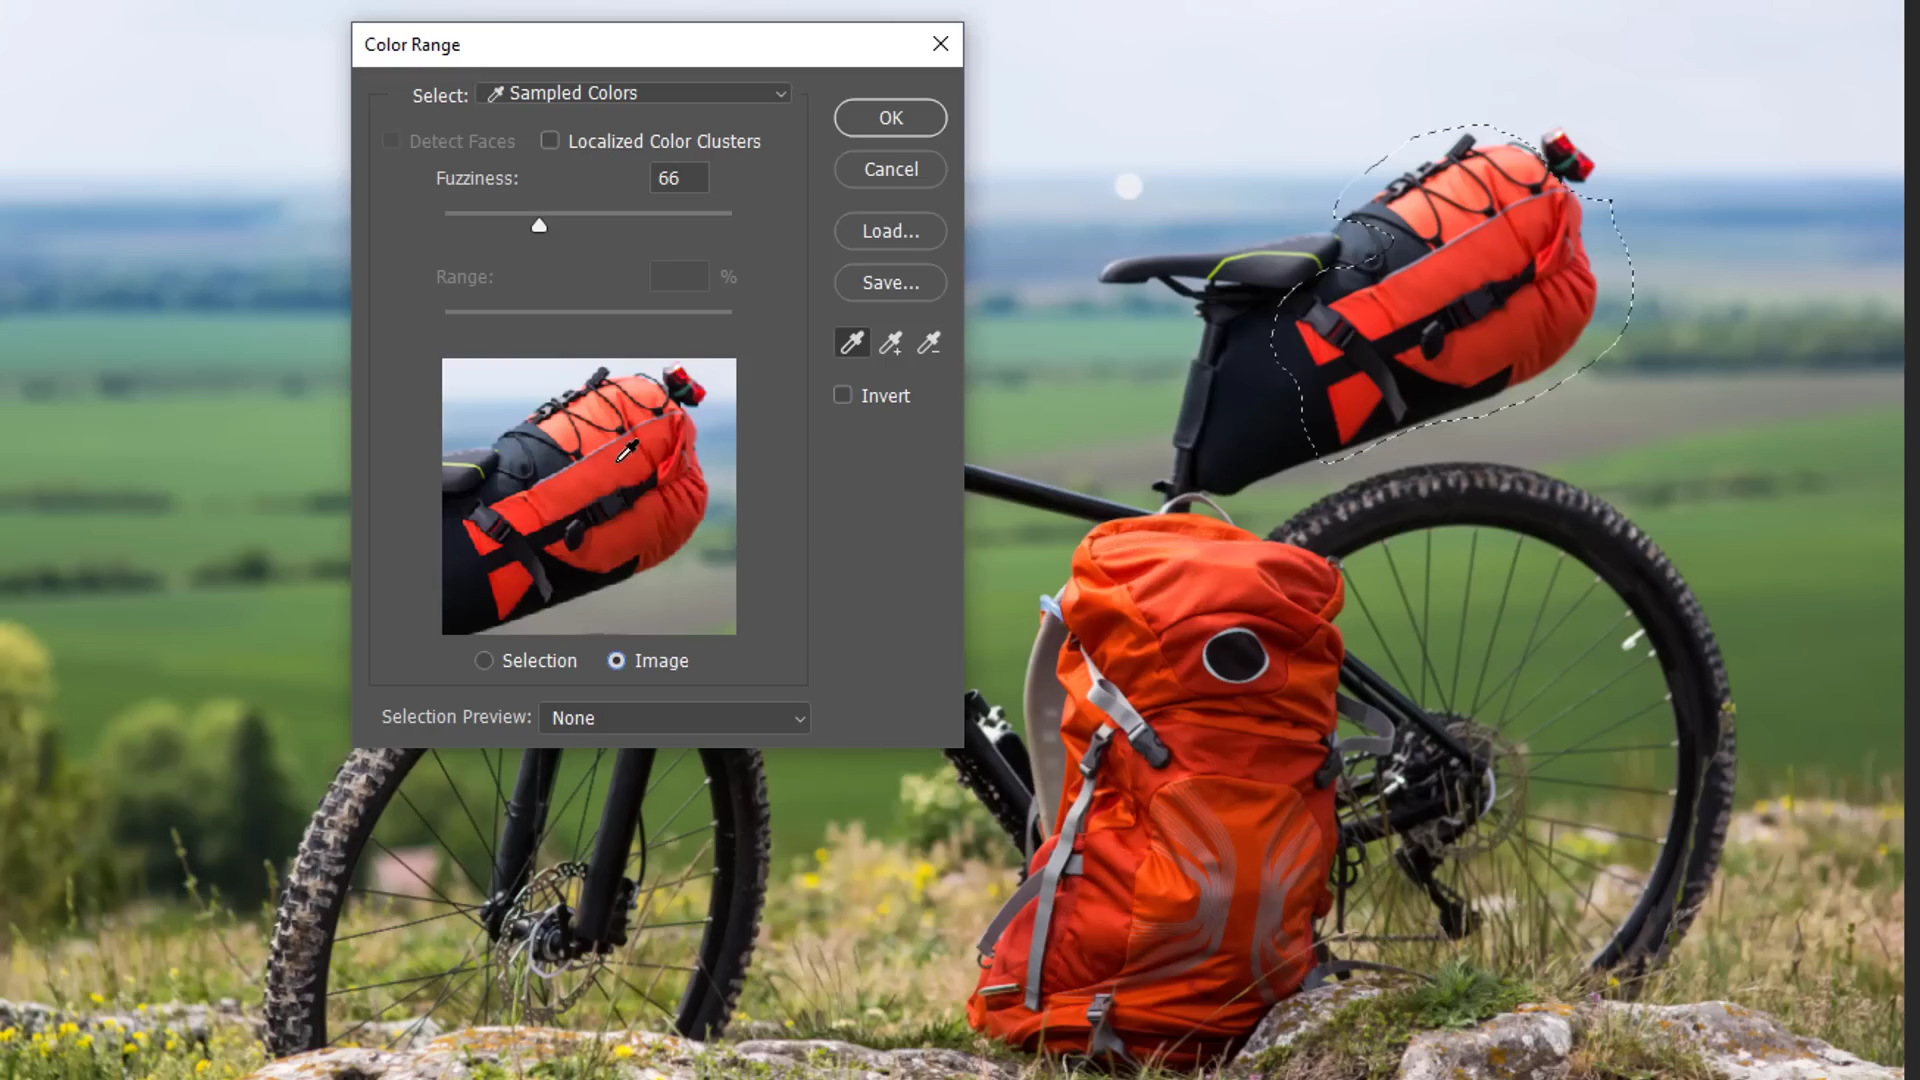 Color Range
Select:
Sampled Colors
Detect Faces
Localized Color Clusters
Fuzziness:
66
Range:
%
Selection
Image
Selection Preview:
None
OK
Cancel
Load...
Save...
Invert